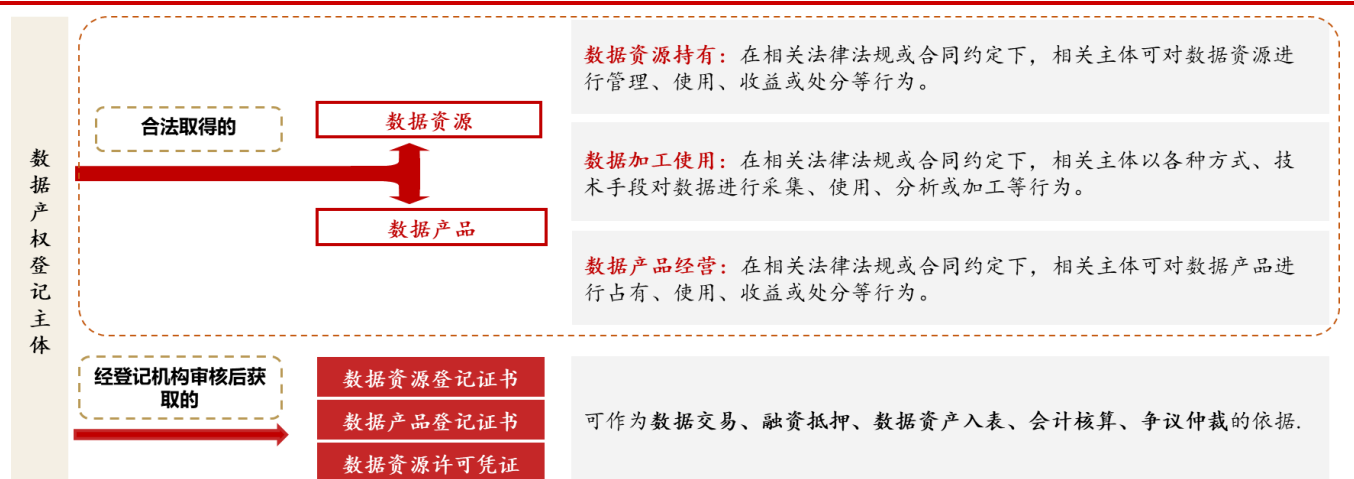 数据产权登记主体
合法取得的
数据资源
数据产品
数据资源持有：在相关法律法规或合同约定下，相关主体可对数据资源进
行管理、使用、收益或处分等行为。
数据加工使用：在相关法律法规或合同约定下，相关主体以各种方式、技
术手段对数据进行采集、使用、分析或加工等行为。
数据产品经营：在相关法律法规或合同约定下，相关主体可对数据产品进
行占有、使用、收益或处分等行为。
经登记机构审核后获
取的
数据资源登记证书
数据产品登记证书
数据资源许可凭证
可作为数据交易、融资抵押、数据资产入表、会计核算、争议仲裁的依据.